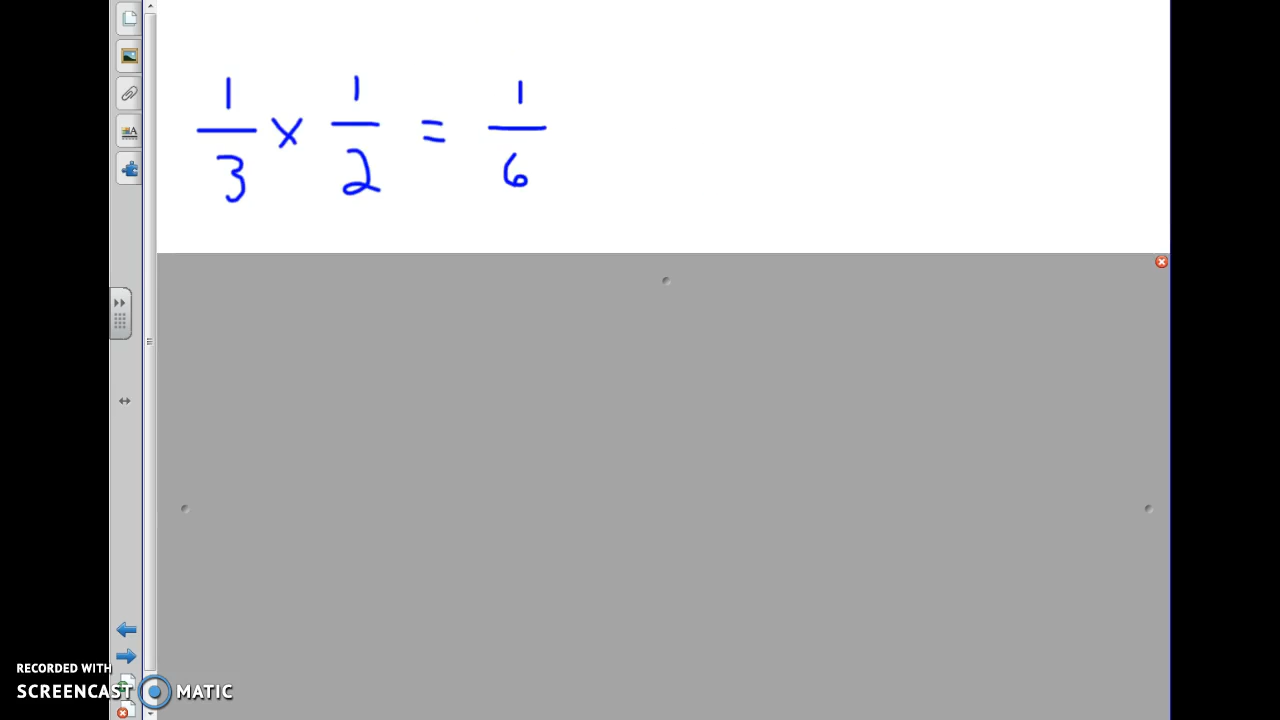 1/3 x 1/2 = 1/6
RECORDED WITH
SCREENCAST MATIC